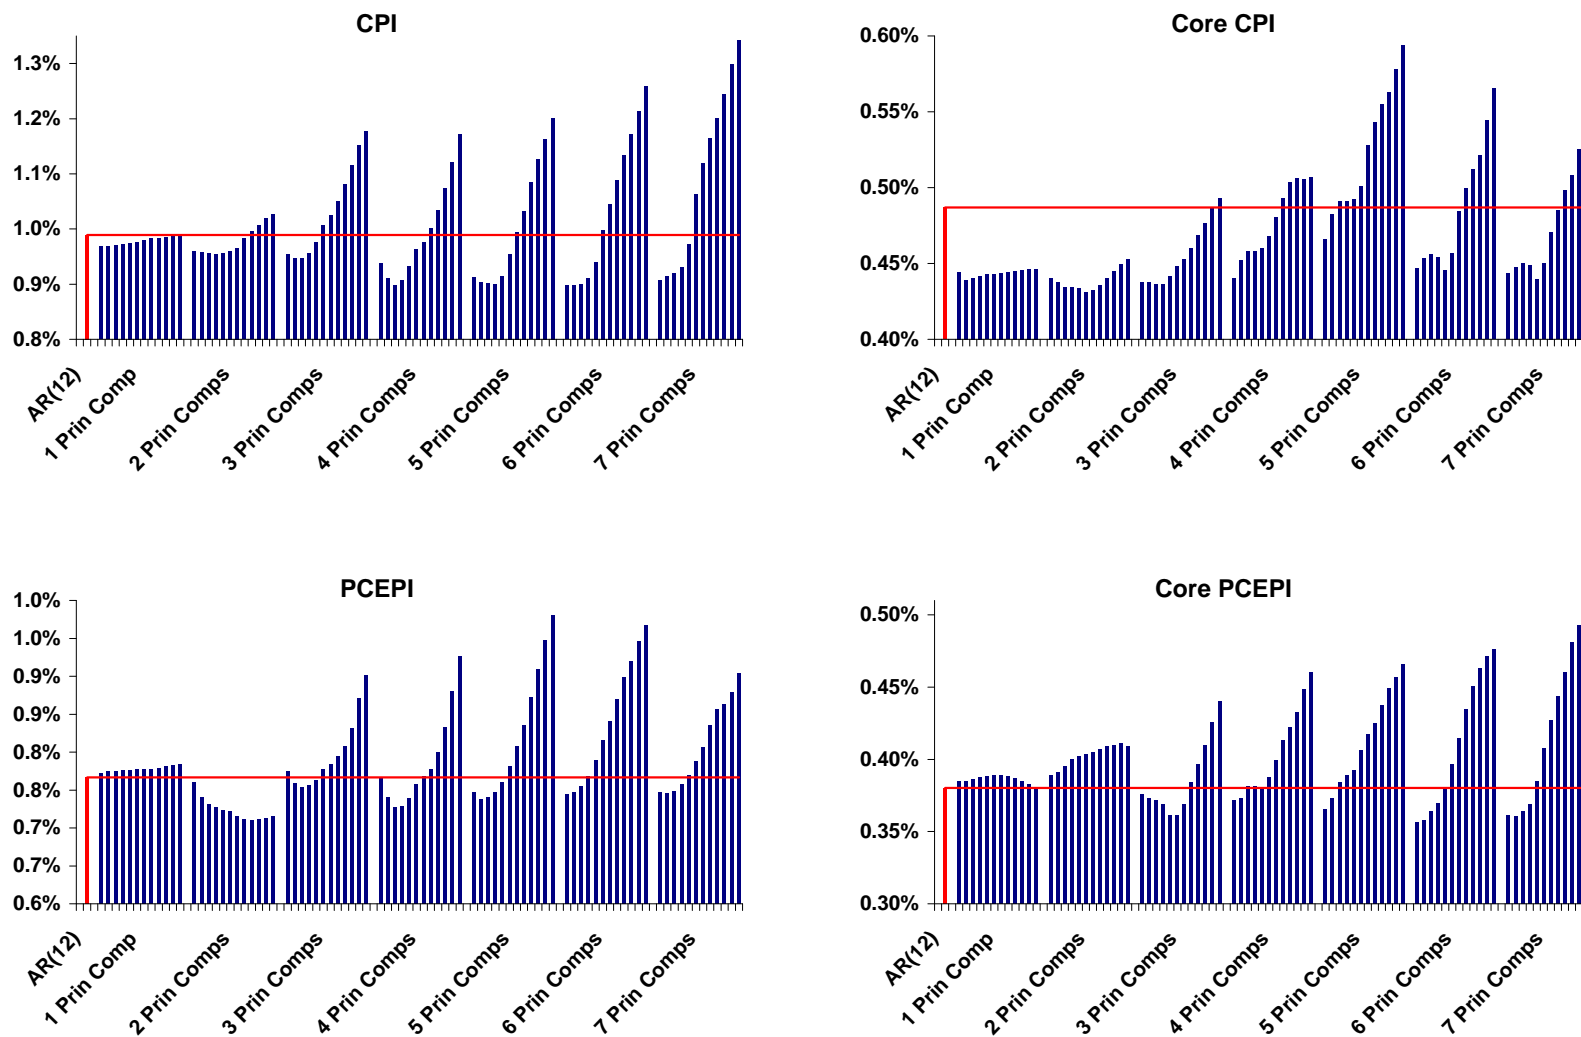 CPI
1.3%
1.2%
1.1%
1.0%
0.9%
0.8%
AR(12)
1 Prin Comp
2 Prin Comps
3 Prin Comps
4 Prin Comps
5 Prin Comps
6 Prin Comps
7 Prin Comps
Core CPI
0.60%
0.55%
0.50%
0.45%
0.40%
AR(12)
1 Prin Comp
2 Prin Comps
3 Prin Comps
4 Prin Comps
5 Prin Comps
6 Prin Comps
7 Prin Comps
PCEPI
1.0%
1.0%
0.9%
0.9%
0.8%
0.8%
0.7%
0.7%
0.6%
AR(12)
1 Prin Comp
2 Prin Comps
3 Prin Comps
4 Prin Comps
5 Prin Comps
6 Prin Comps
7 Prin Comps
Core PCEPI
0.50%
0.45%
0.40%
0.35%
0.30%
AR(12)
1 Prin Comp
2 Prin Comps
3 Prin Comps
4 Prin Comps
5 Prin Comps
6 Prin Comps
7 Prin Comps